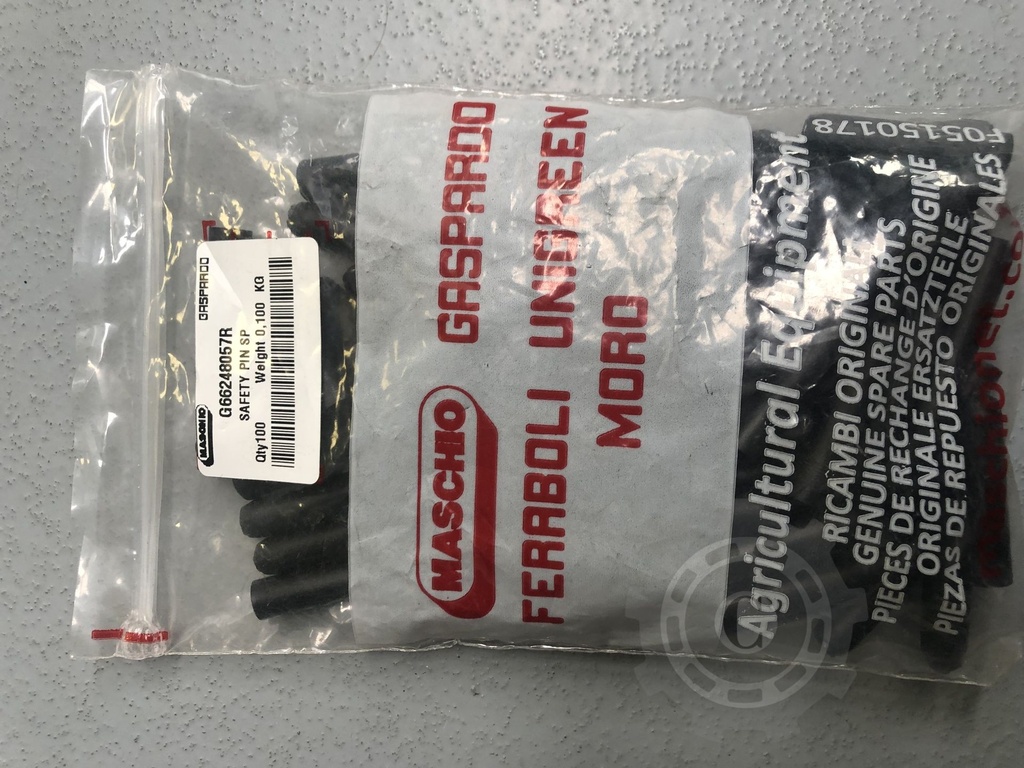 MASCHIO GASPARDO
G66248057R
SAFETY PIN SP
Qty100 Weight 0,100 KG
MASCHIO GASPARDO
FERRABOLI UNIGREEN
MORO
Agricultural Equipment
RICAMBI ORIGINALI
GENUINE SPARE PARTS
PIECES DE RECHANGE D'ORIGINE
ORIGINALE ERSATZTEILE
PIEZAS DE REPUESTO ORIGINALES
F05150178